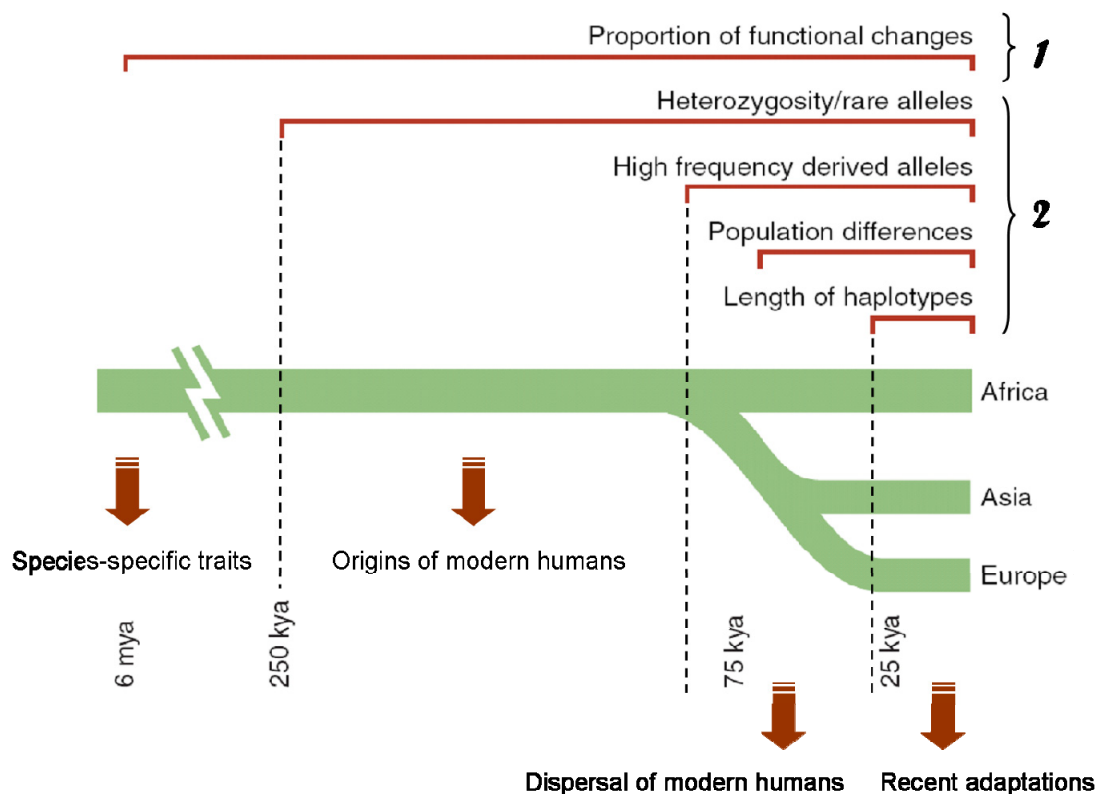 Proportion of functional changes
1
Heterozygosity/rare alleles
High frequency derived alleles
2
Population differences
Length of haplotypes
Africa
Asia
Species-specific traits
Origins of modern humans
Europe
6 mya
250 kya
75 kya
25 kya
Dispersal of modern humans
Recent adaptations